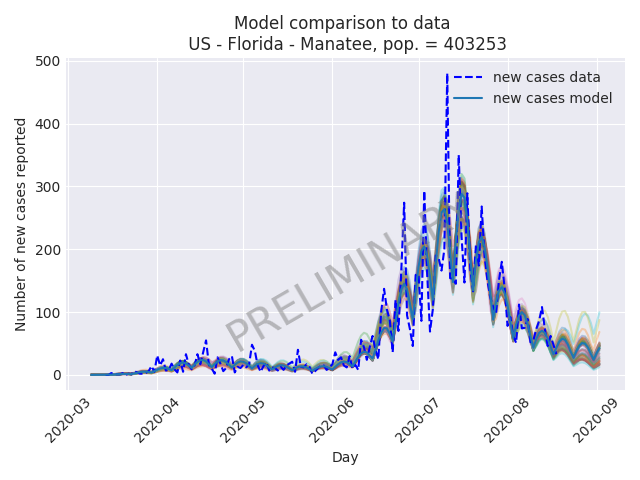 Model comparison to data
US - Florida - Manatee, pop. = 403253
Number of new cases reported
500
400
300
200
100
0
new cases data
new cases model
PRELIMINARY
2020-03
2020-04
2020-05
2020-06
2020-07
2020-08
2020-09
Day